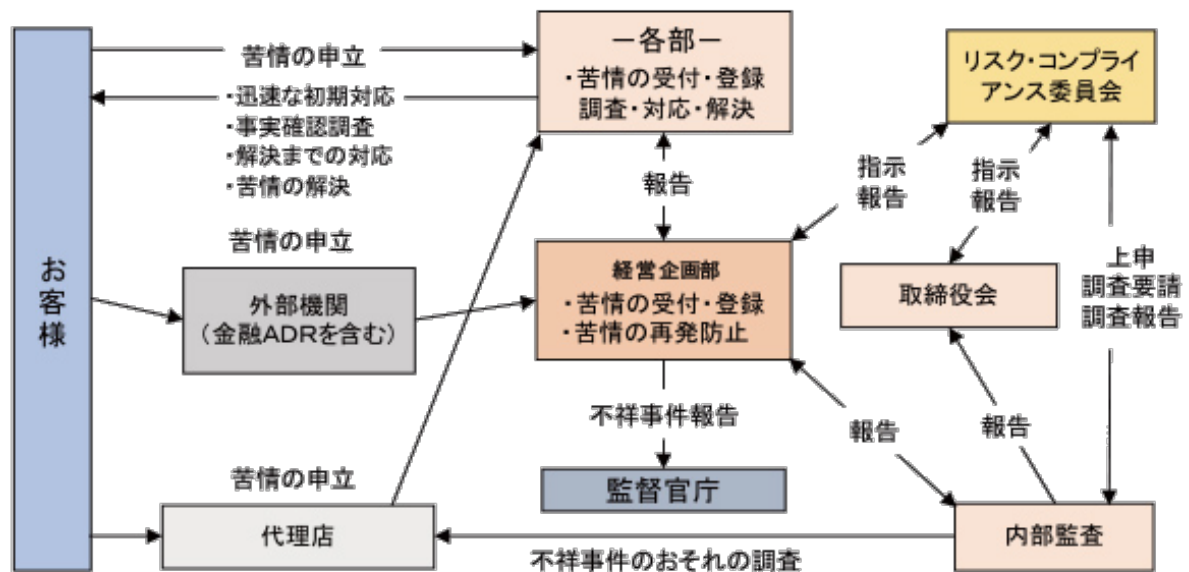 お客様
苦情の申立
・迅速な初期対応
・事実確認調査
・解決までの対応
・苦情の解決
－各部－
・苦情の受付・登録
調査・対応・解決
リスク・コンプライ
アンス委員会
報告
指示
報告
指示
報告
苦情の申立
外部機関
（金融ADRを含む）
経営企画部
・苦情の受付・登録
・苦情の再発防止
取締役会
上申
調査要請
調査報告
不祥事件報告
報告
報告
苦情の申立
監督官庁
代理店
不祥事件のおそれの調査
内部監査